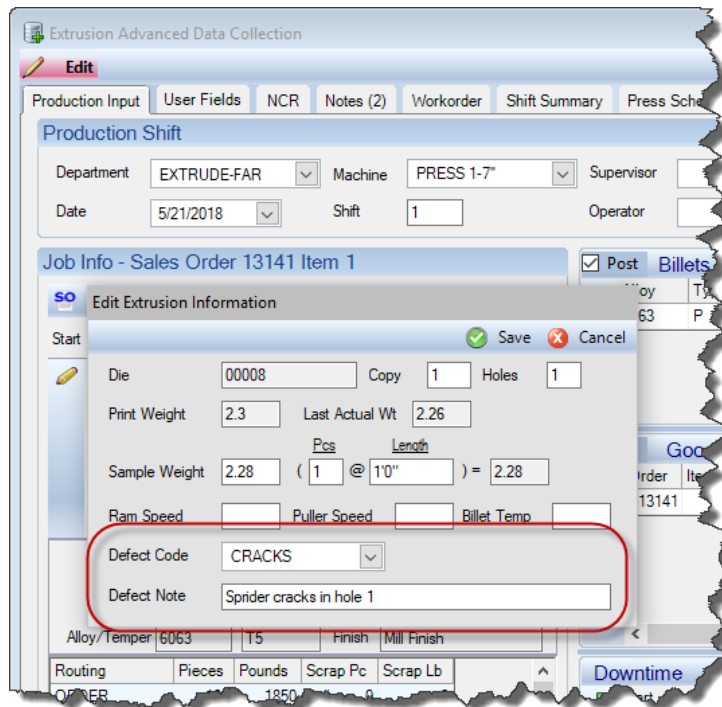 Extrusion Advanced Data Collection
Edit
Production Input User Fields NCR Notes (2) Workorder Shift Summary Press
Production Shift
Department EXTRUDE-FAR Machine PRESS 1-7" Supervisor
Date 5/21/2018 Shift 1 Operator
Job Info - Sales Order 13141 Item 1 Post Billets
SO Edit Extrusion Information
63 P
Start Save Cancel
Die 00008 Copy 1 Holes 1
Print Weight 2.3 Last Actual Wt 2.26
Pcs Length
Sample Weight 2.28 ( 1 @ 1'0" ) = 2.28
13141
Ram Speed Puller Speed Billet Temp
Defect Code CRACKS
Defect Note Sprider cracks in hole 1
Alloy/Temper 6063 T5 Finish Mill Finish
Routing Pieces Pounds Scrap Pc Scrap Lb Downtime
1850